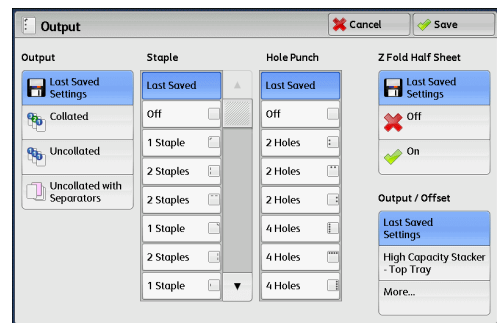 Output
Cancel
Save
Output
Last Saved
Settings
Collated
Uncollated
Uncollated with
Separators
Staple
Last Saved
Off
1 Staple
2 Staples
2 Staples
1 Staple
2 Staples
1 Staple
Hole Punch
Last Saved
Off
2 Holes
2 Holes
2 Holes
4 Holes
4 Holes
4 Holes
Z Fold Half Sheet
Last Saved
Settings
Off
On
Output / Offset
Last Saved
Settings
High Capacity Stacker
- Top Tray
More...